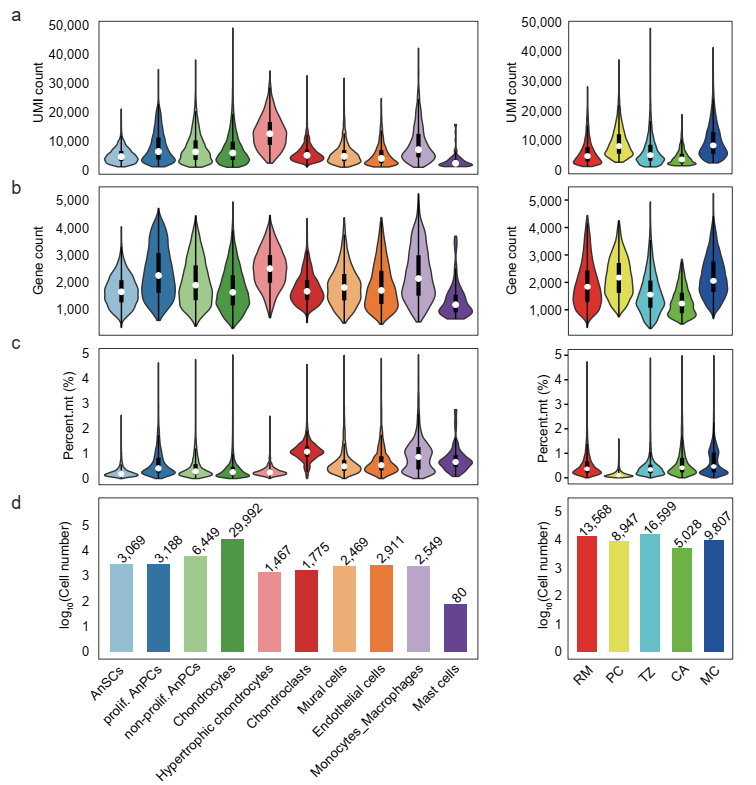 a
50,000
40,000
30,000
20,000
10,000
0
UMI count
50,000
40,000
30,000
20,000
10,000
0
UMI count
b
5,000
4,000
3,000
2,000
1,000
Gene count
5,000
4,000
3,000
2,000
1,000
Gene count
c
5
4
3
2
1
0
Percent.mt (%)
5
4
3
2
1
0
Percent.mt (%)
d
5
4
3
2
1
0
log10(Cell number)
3,069
3,188
6,449
29,992
1,467
1,775
2,469
2,911
2,549
80
AnSCs
prolif. AnPCs
non-prolif. AnPCs
Chondrocytes
Hypertrophic chondrocytes
Chondroclasts
Mural cells
Endothelial cells
Monocytes_Macrophages
Mast cells
5
4
3
2
1
0
log10(Cell number)
13,568
8,947
16,599
5,028
9,807
RM
PC
TZ
CA
MC